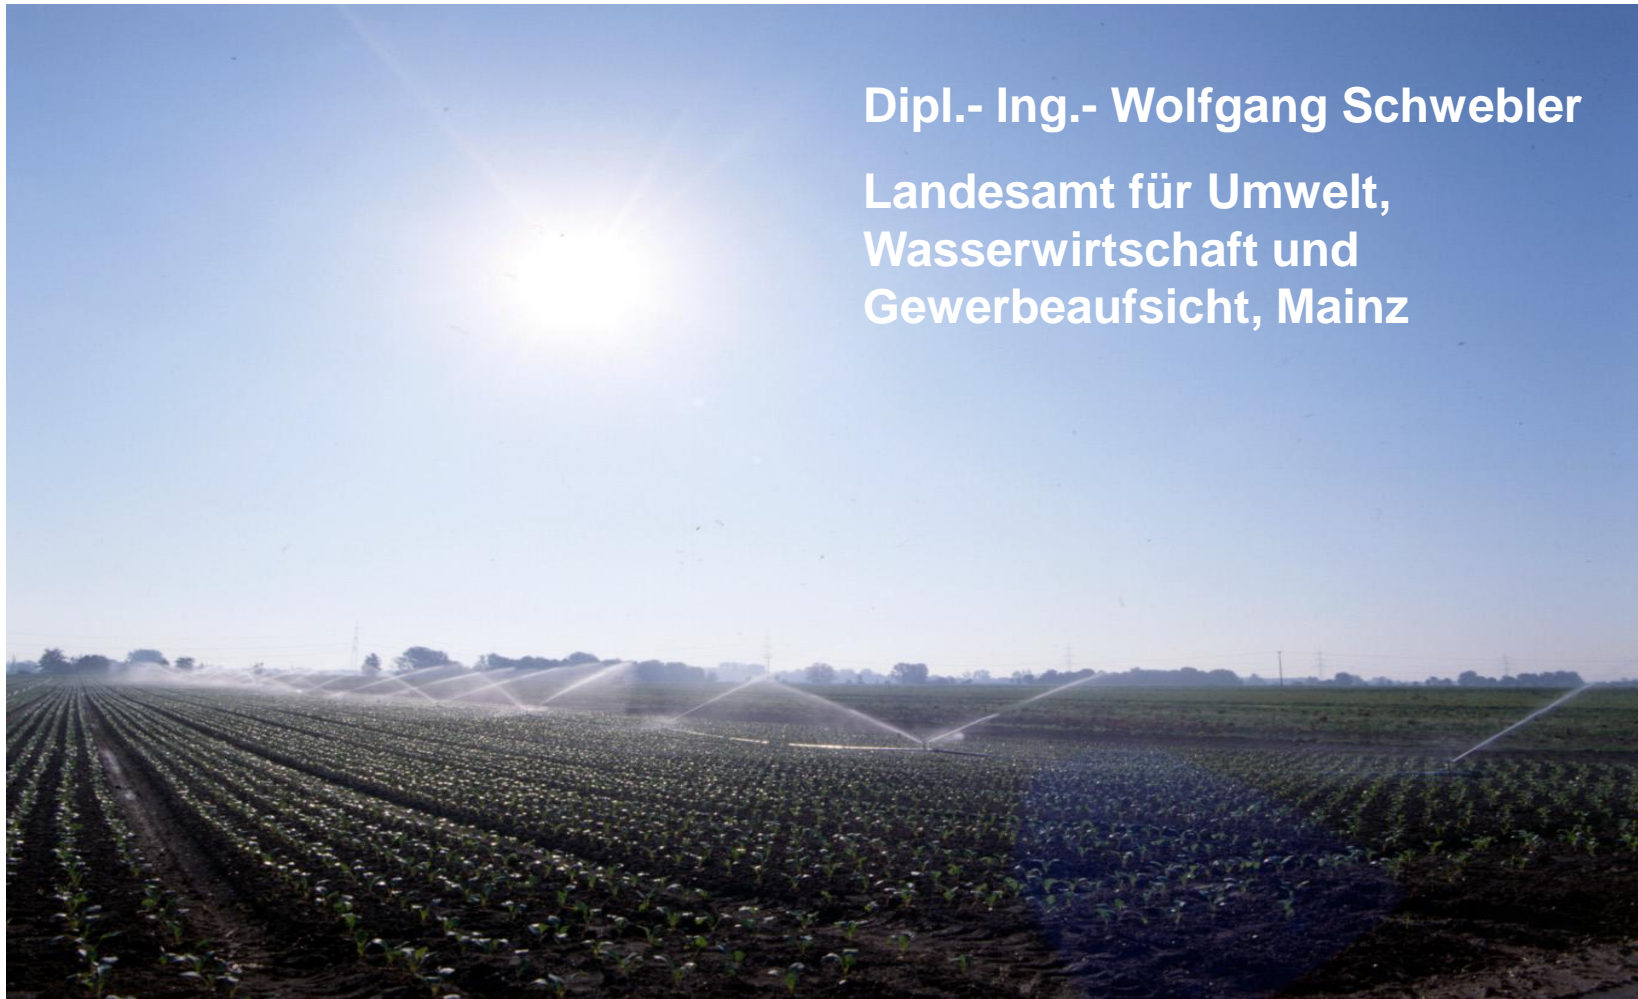 Dipl.- Ing.- Wolfgang Schwebler
Landesamt für Umwelt,
Wasserwirtschaft und
Gewerbeaufsicht, Mainz